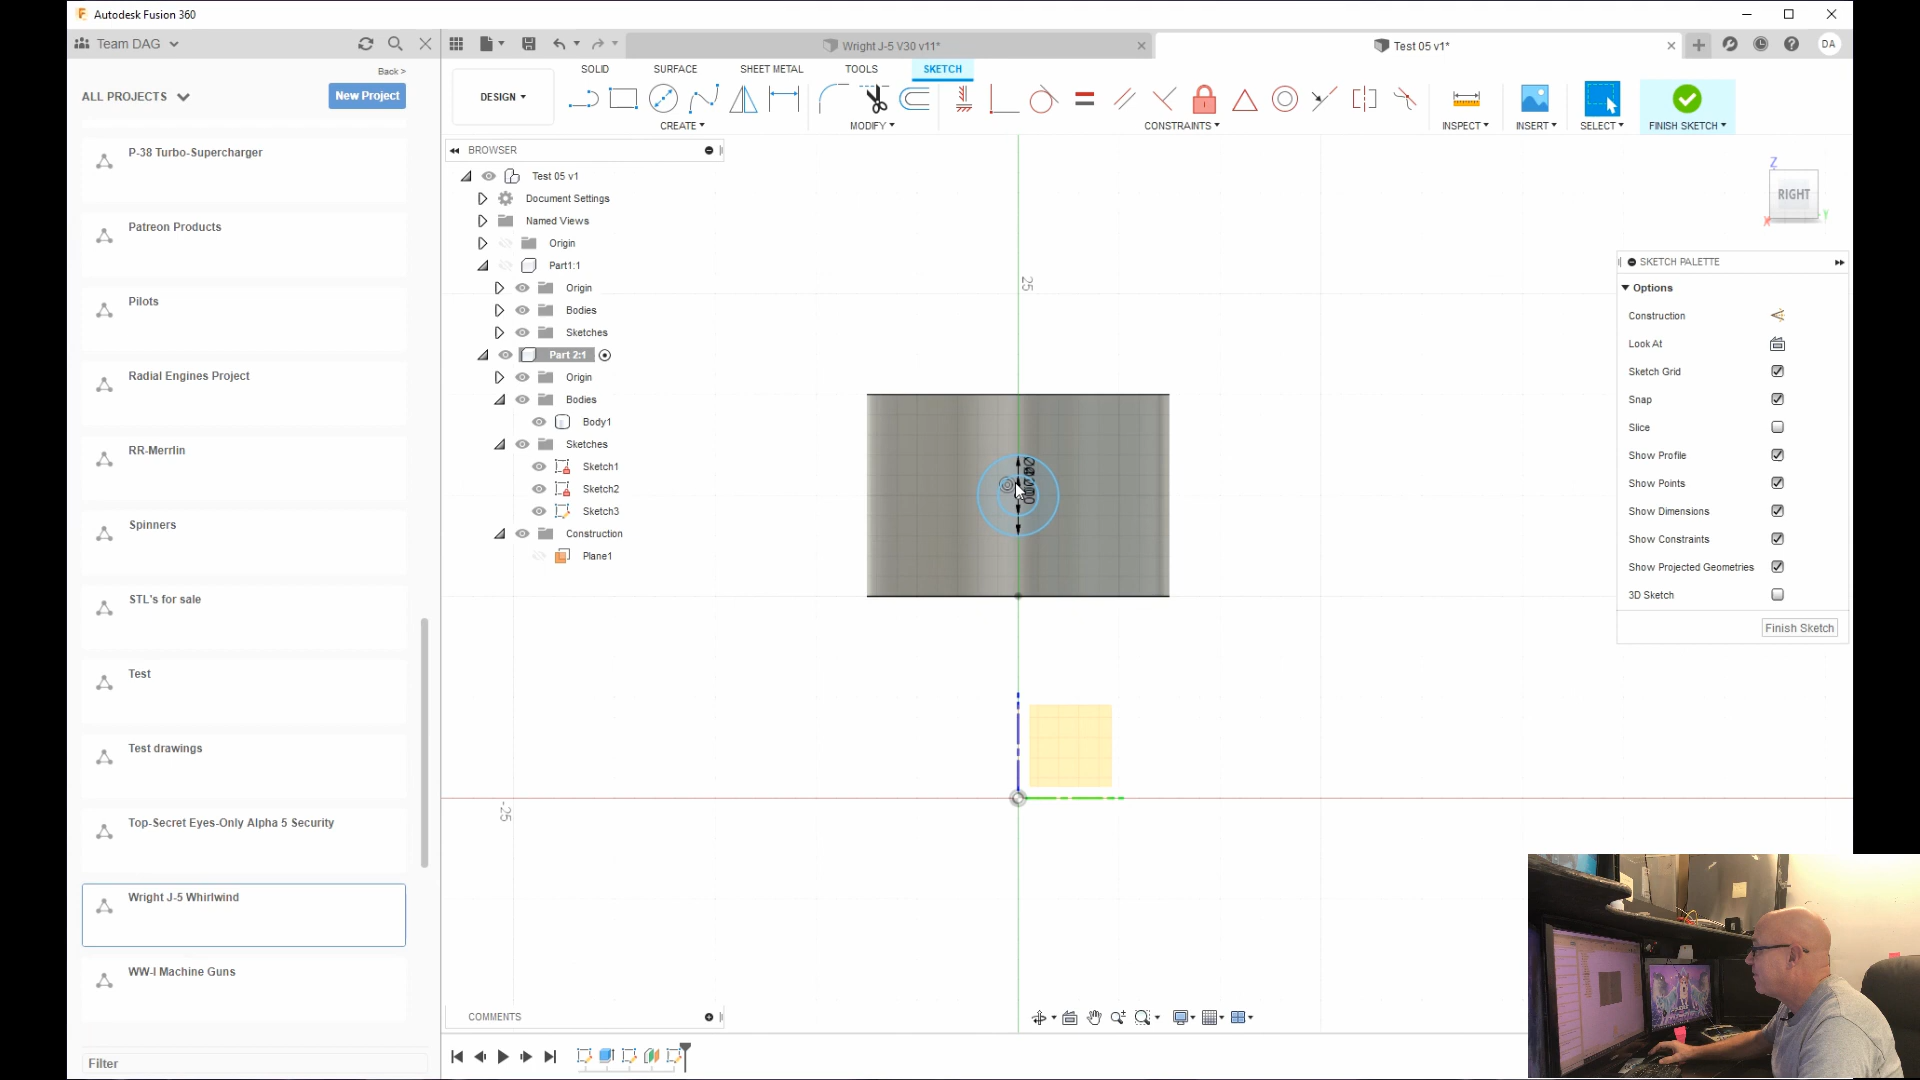 Autodesk Fusion 360
Team DAG
Wright J-5 V30 v11*
Test 05 v1*
DA
Back >
ALL PROJECTS
New Project
P-38 Turbo-Supercharger
Patreon Products
Pilots
Radial Engines Project
RR-Merrlin
Spinners
STL's for sale
Test
Test drawings
Top-Secret Eyes-Only Alpha 5 Security
Wright J-5 Whirlwind
WW-I Machine Guns
Filter
DESIGN
SOLID
SURFACE
SHEET METAL
TOOLS
SKETCH
CREATE
MODIFY
CONSTRAINTS
INSPECT
INSERT
SELECT
FINISH SKETCH
BROWSER
Test 05 v1
Document Settings
Named Views
Origin
Part1:1
Origin
Bodies
Sketches
Part 2:1
Origin
Bodies
Body1
Sketches
Sketch1
Sketch2
Sketch3
Construction
Plane1
25
-25
Z
RIGHT
X
Y
SKETCH PALETTE
Options
Construction
Look At
Sketch Grid
Snap
Slice
Show Profile
Show Points
Show Dimensions
Show Constraints
Show Projected Geometries
3D Sketch
Finish Sketch
COMMENTS